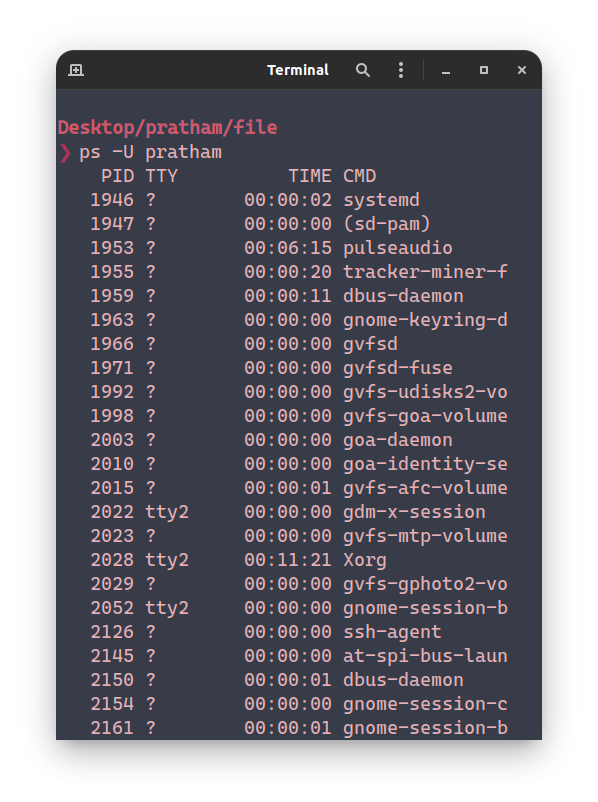 Terminal
Desktop/pratham/file
❯ ps -U pratham
PID TTY TIME CMD
1946 ? 00:00:02 systemd
1947 ? 00:00:00 (sd-pam)
1953 ? 00:06:15 pulseaudio
1955 ? 00:00:20 tracker-miner-f
1959 ? 00:00:11 dbus-daemon
1963 ? 00:00:00 gnome-keyring-d
1966 ? 00:00:00 gvfsd
1971 ? 00:00:00 gvfsd-fuse
1992 ? 00:00:00 gvfs-udisks2-vo
1998 ? 00:00:00 gvfs-goa-volume
2003 ? 00:00:00 goa-daemon
2010 ? 00:00:00 goa-identity-se
2015 ? 00:00:01 gvfs-afc-volume
2022 tty2 00:00:00 gdm-x-session
2023 ? 00:00:00 gvfs-mtp-volume
2028 tty2 00:11:21 Xorg
2029 ? 00:00:00 gvfs-gphoto2-vo
2052 tty2 00:00:00 gnome-session-b
2126 ? 00:00:00 ssh-agent
2145 ? 00:00:00 at-spi-bus-laun
2150 ? 00:00:01 dbus-daemon
2154 ? 00:00:00 gnome-session-c
2161 ? 00:00:01 gnome-session-b